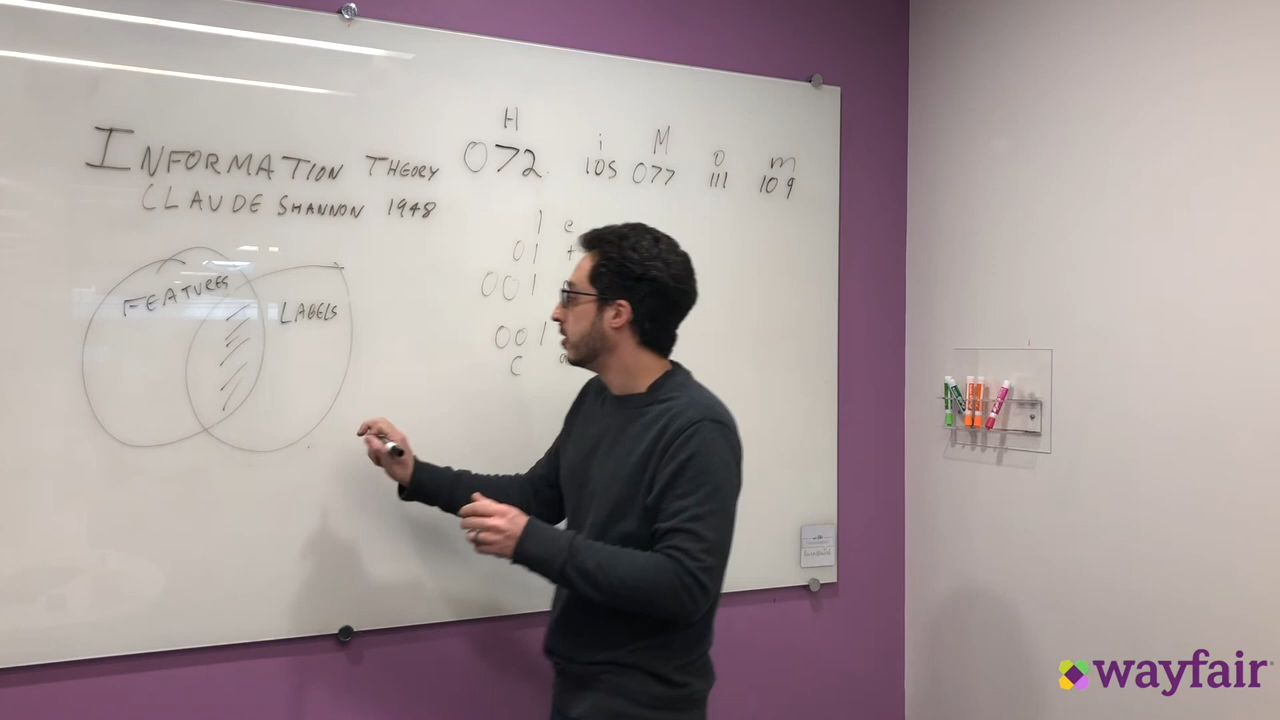 INFORMATION THEORY
CLAUDE SHANNON 1948
FEATURES
LABELS
H i M o m
072 105 077 111 109
1 e
01 t
001
001
c
wayfair